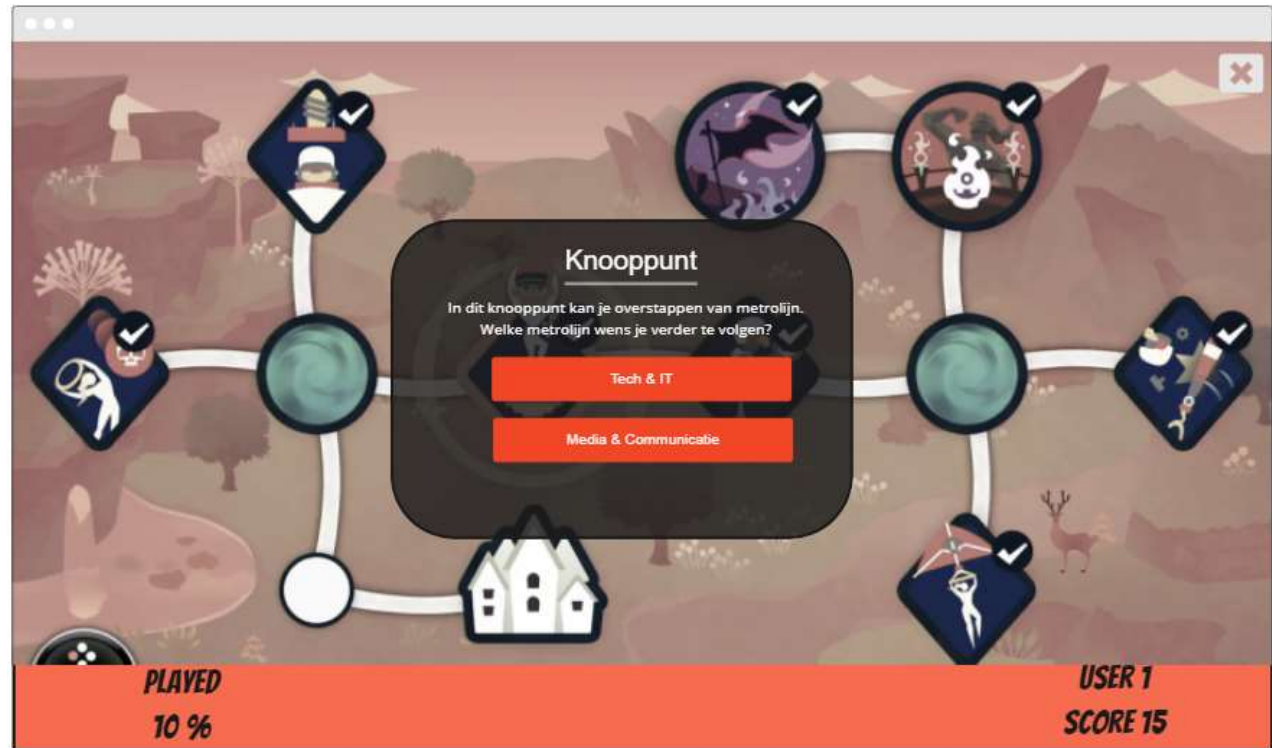 Knooppunt
In dit knooppunt kan je overstappen van metrolijn.
Welke metrolijn wens je verder te volgen?
Tech & IT
Media & Communicatie
PLAYED
10 %
USER 1
SCORE 15